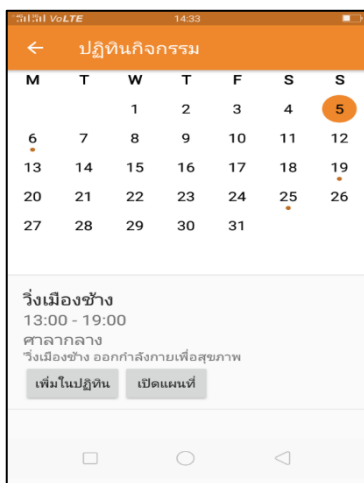 VoLTE 14:33
ปฏิทินกิจกรรม
M T W T F S S
1 2 3 4 5
6 7 8 9 10 11 12
13 14 15 16 17 18 19
20 21 22 23 24 25 26
27 28 29 30 31
วิ่งเมืองช้าง
13:00 - 19:00
ศาลากลาง
วิ่งเมืองช้าง ออกกำลังกายเพื่อสุขภาพ
เพิ่มในปฏิทิน เปิดแผนที่